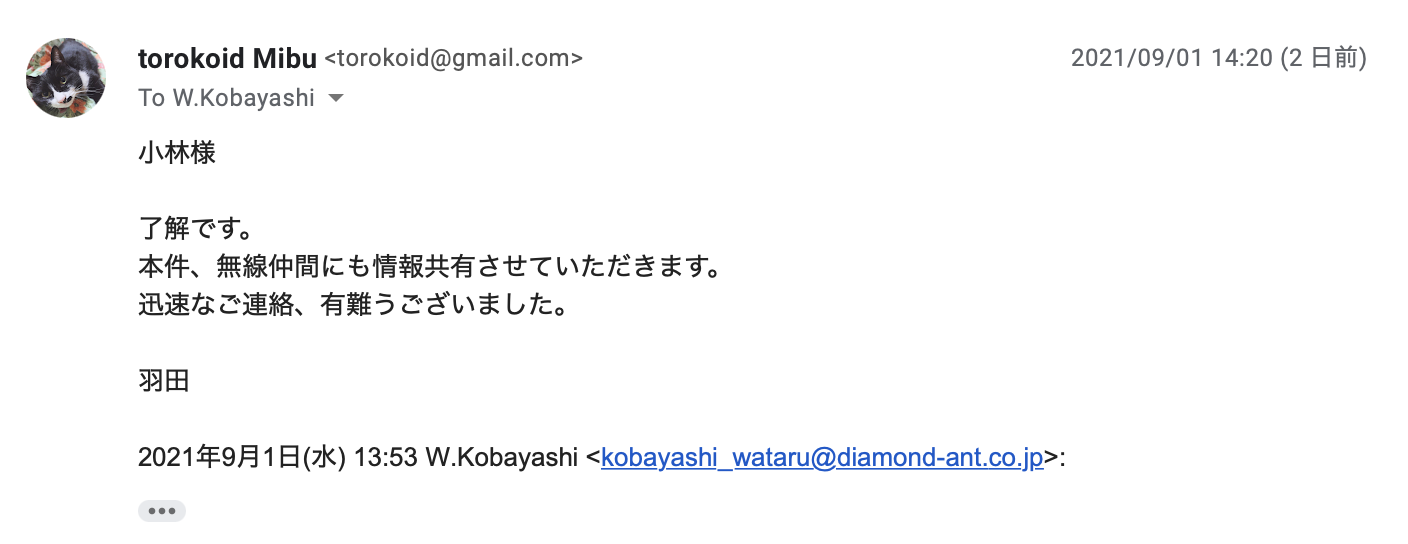 torokoid Mibu <torokoid@gmail.com> 2021/09/01 14:20 (2 日前)
To W.Kobayashi
小林様
了解です。
本件、無線仲間にも情報共有させていただきます。
迅速なご連絡、有難うございました。
羽田
2021年9月1日(水) 13:53 W.Kobayashi <kobayashi_wataru@diamond-ant.co.jp>: